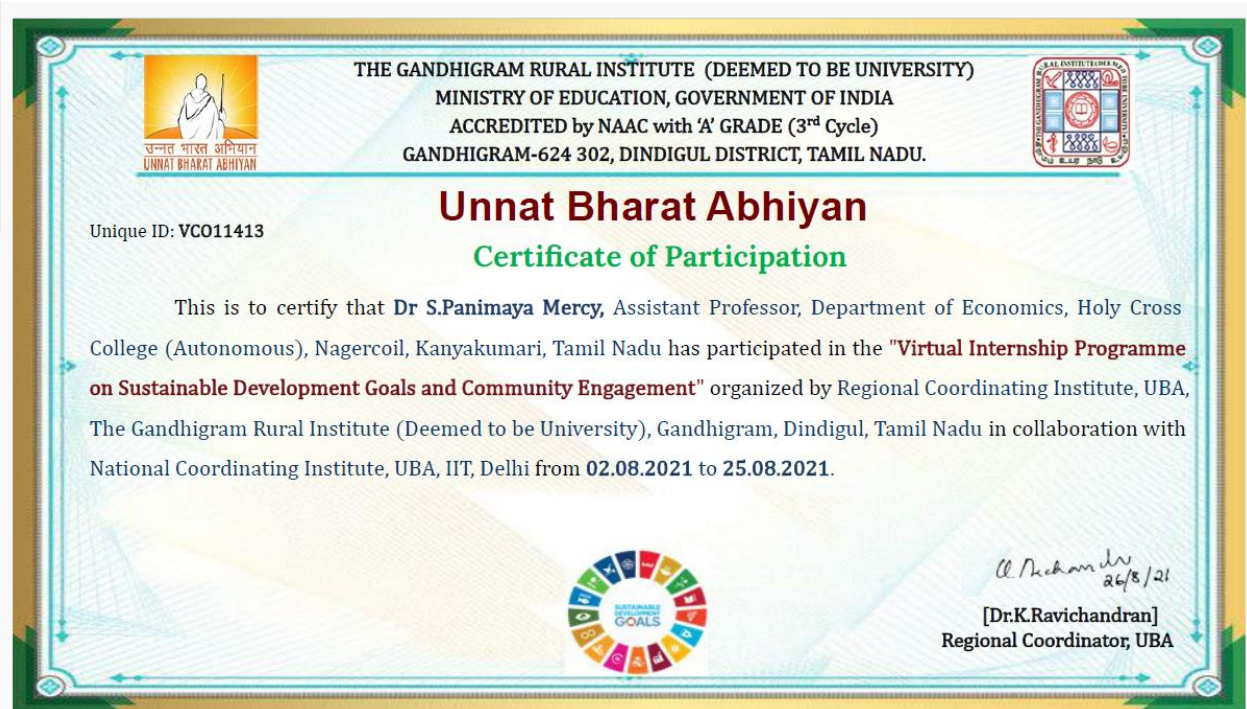 THE GANDHIGRAM RURAL INSTITUTE (DEEMED TO BE UNIVERSITY)
MINISTRY OF EDUCATION, GOVERNMENT OF INDIA
ACCREDITED by NAAC with ‘A’ GRADE (3rd Cycle)
GANDHIGRAM-624 302, DINDIGUL DISTRICT, TAMIL NADU.
उन्नत भारत अभियान
UNNAT BHARAT ABHIYAN
Unnat Bharat Abhiyan
Unique ID: VCO11413
Certificate of Participation
This is to certify that Dr S.Panimaya Mercy, Assistant Professor, Department of Economics, Holy Cross
College (Autonomous), Nagercoil, Kanyakumari, Tamil Nadu has participated in the "Virtual Internship Programme
on Sustainable Development Goals and Community Engagement" organized by Regional Coordinating Institute, UBA,
The Gandhigram Rural Institute (Deemed to be University), Gandhigram, Dindigul, Tamil Nadu in collaboration with
National Coordinating Institute, UBA, IIT, Delhi from 02.08.2021 to 25.08.2021.
SUSTAINABLE
DEVELOPMENT
GOALS
26/8/21
[Dr.K.Ravichandran]
Regional Coordinator, UBA